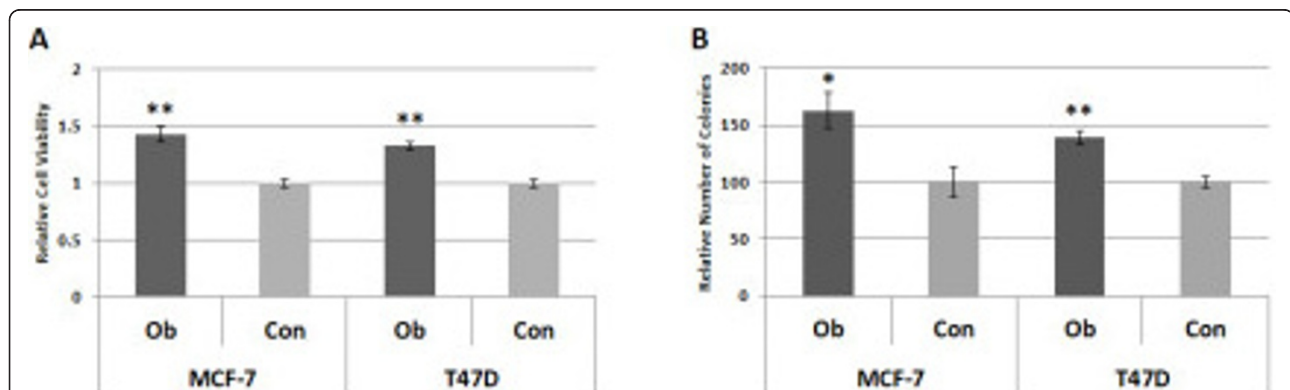 A
Relative Cell Viability
2
1.5
1
0.5
0
**
**
Ob
Con
Ob
Con
MCF-7
T47D
B
Relative Number of Colonies
200
150
100
50
0
*
**
Ob
Con
Ob
Con
MCF-7
T47D